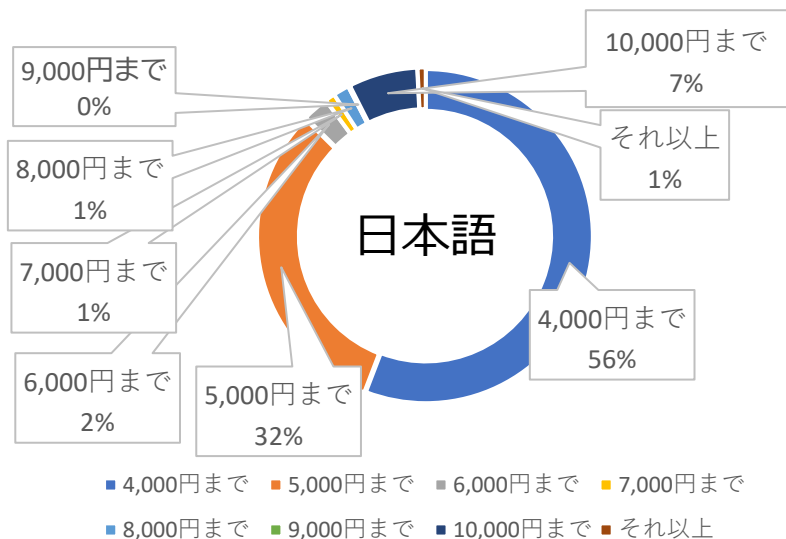 10,000円まで
7%
9,000円まで
0%
それ以上
1%
8,000円まで
1%
日本語
7,000円まで
1%
4,000円まで
56%
6,000円まで
2%
5,000円まで
32%
4,000円まで 5,000円まで 6,000円まで 7,000円まで
8,000円まで 9,000円まで 10,000円まで それ以上